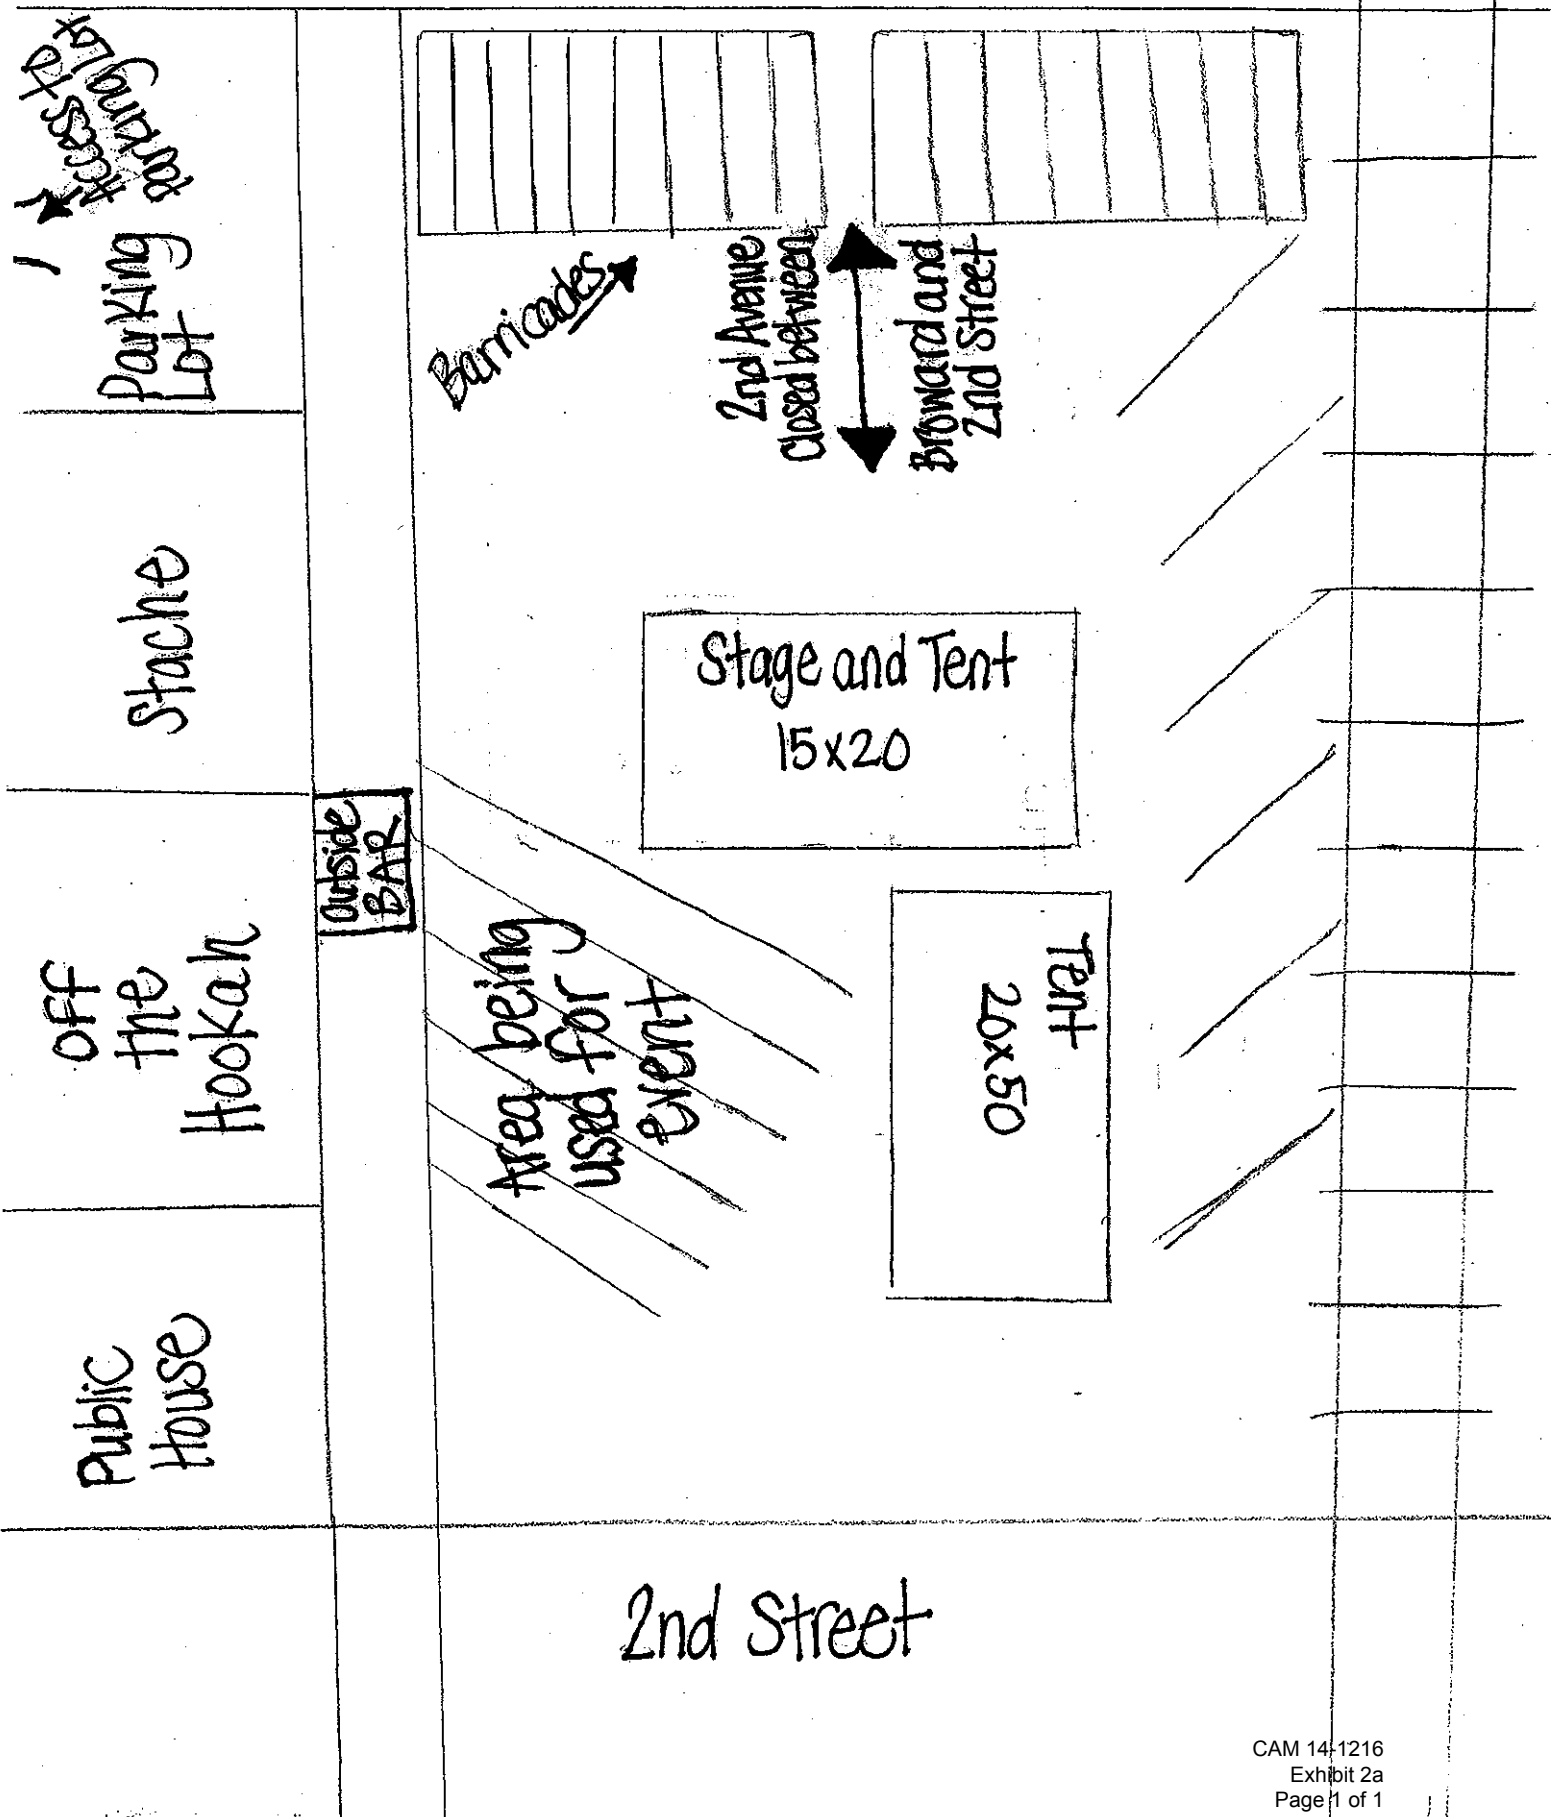 Access to
Parking Lot
Parking
Lot
Barricades
2nd Avenue
Closed between
Broward and
2nd Street
Stache
Stage and Tent
15x20
Outside
BAR
Off
the
Hookah
Area being
used for
event
Tent
20x50
Public
House
2nd Street
CAM 14-1216
Exhibit 2a
Page 1 of 1